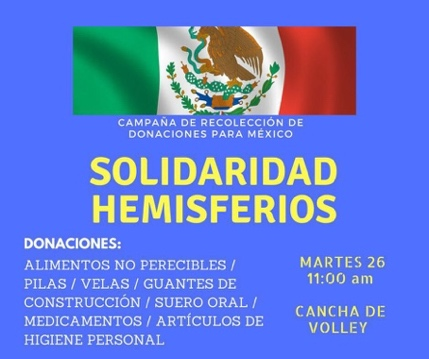 CAMPAÑA DE RECOLECCIÓN DE
DONACIONES PARA MÉXICO
SOLIDARIDAD
HEMISFERIOS
DONACIONES:
ALIMENTOS NO PERECIBLES /
PILAS / VELAS / GUANTES DE
CONSTRUCCIÓN / SUERO ORAL /
MEDICAMENTOS / ARTÍCULOS DE
HIGIENE PERSONAL
MARTES 26
11:00 am
CANCHA DE
VOLLEY